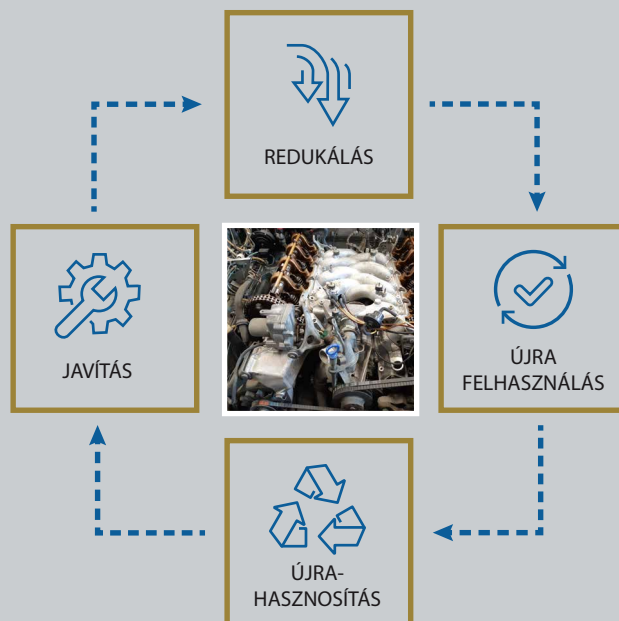 REDUKÁLÁS
JAVÍTÁS
ÚJRA
FELHASZNÁLÁS
ÚJRA-
HASZNOSÍTÁS